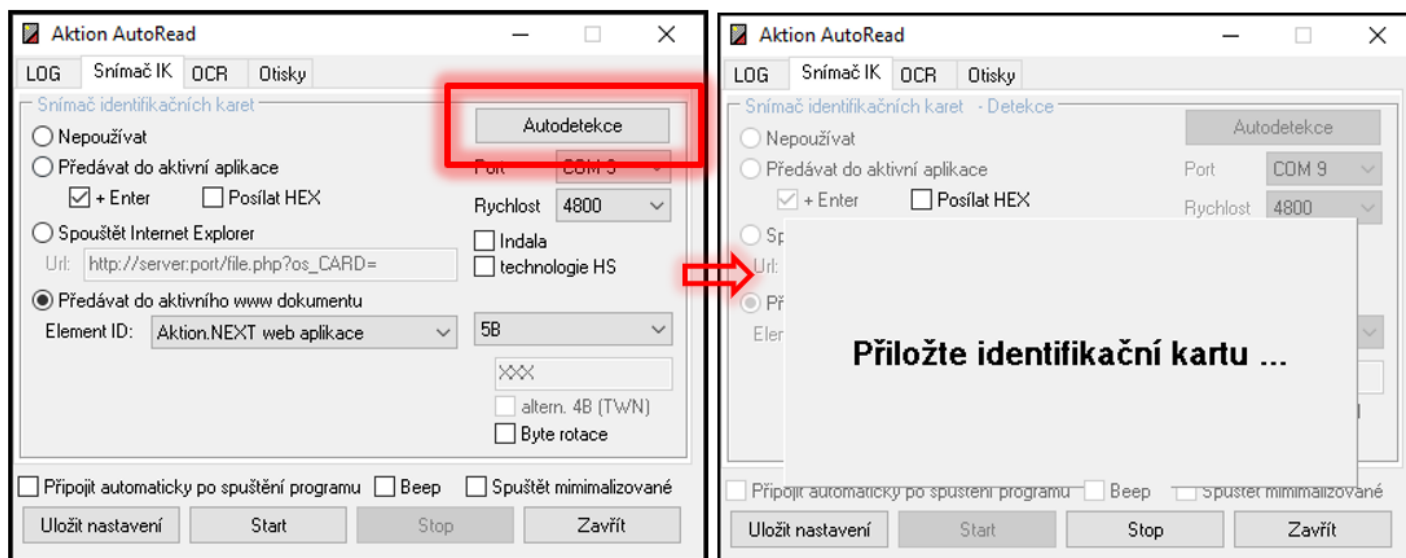 Aktion AutoRead
LOG Snímač IK OCR Otisky
Snímač identifikačních karet
Autodetekce
Nepoužívat
Předávat do aktivní aplikace
Port COM 9
+ Enter Posílat HEX
Rychlost 4800
Spouštět Internet Explorer
Indala
Url: http://server:port/file.php?os_CARD=
technologie HS
Předávat do aktivního www dokumentu
Element ID: Aktion.NEXT web aplikace 5B
XXX
altern. 4B (TWN)
Byte rotace
Připojit automaticky po spuštění programu Beep Spuštět mimimalizované
Uložit nastavení Start Stop Zavřít
Aktion AutoRead
LOG Snímač IK OCR Otisky
Snímač identifikačních karet - Detekce
Nepoužívat
Autodetekce
Předávat do aktivní aplikace
Port COM 9
+ Enter Posílat HEX
Rychlost 4800
Sp
Url:
Př
Eler
Přiložte identifikační kartu ...
Připojit automaticky po spuštění programu Beep Spuštět mimimalizované
Uložit nastavení Start Stop Zavřít